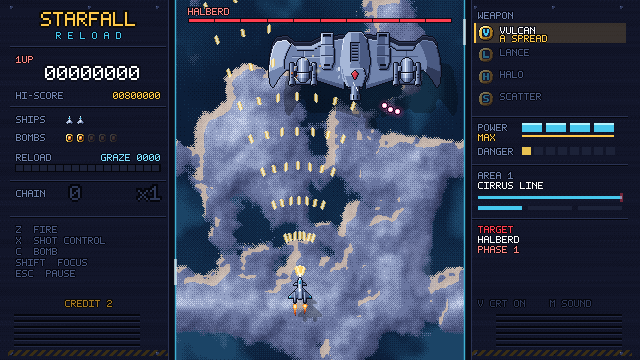 STARFALL
RELOAD
1UP
00000000
HI-SCORE 00800000
SHIPS
BOMBS
RELOAD GRAZE 0000
CHAIN 0 x1
Z FIRE
X SHOT CONTROL
C BOMB
SHIFT FOCUS
ESC PAUSE
CREDIT 2
HALBERD
WEAPON
V VULCAN
A SPREAD
L LANCE
H HALO
S SCATTER
POWER
MAX
DANGER
AREA 1
CIRRUS LINE
TARGET
HALBERD
PHASE 1
V CRT ON M SOUND